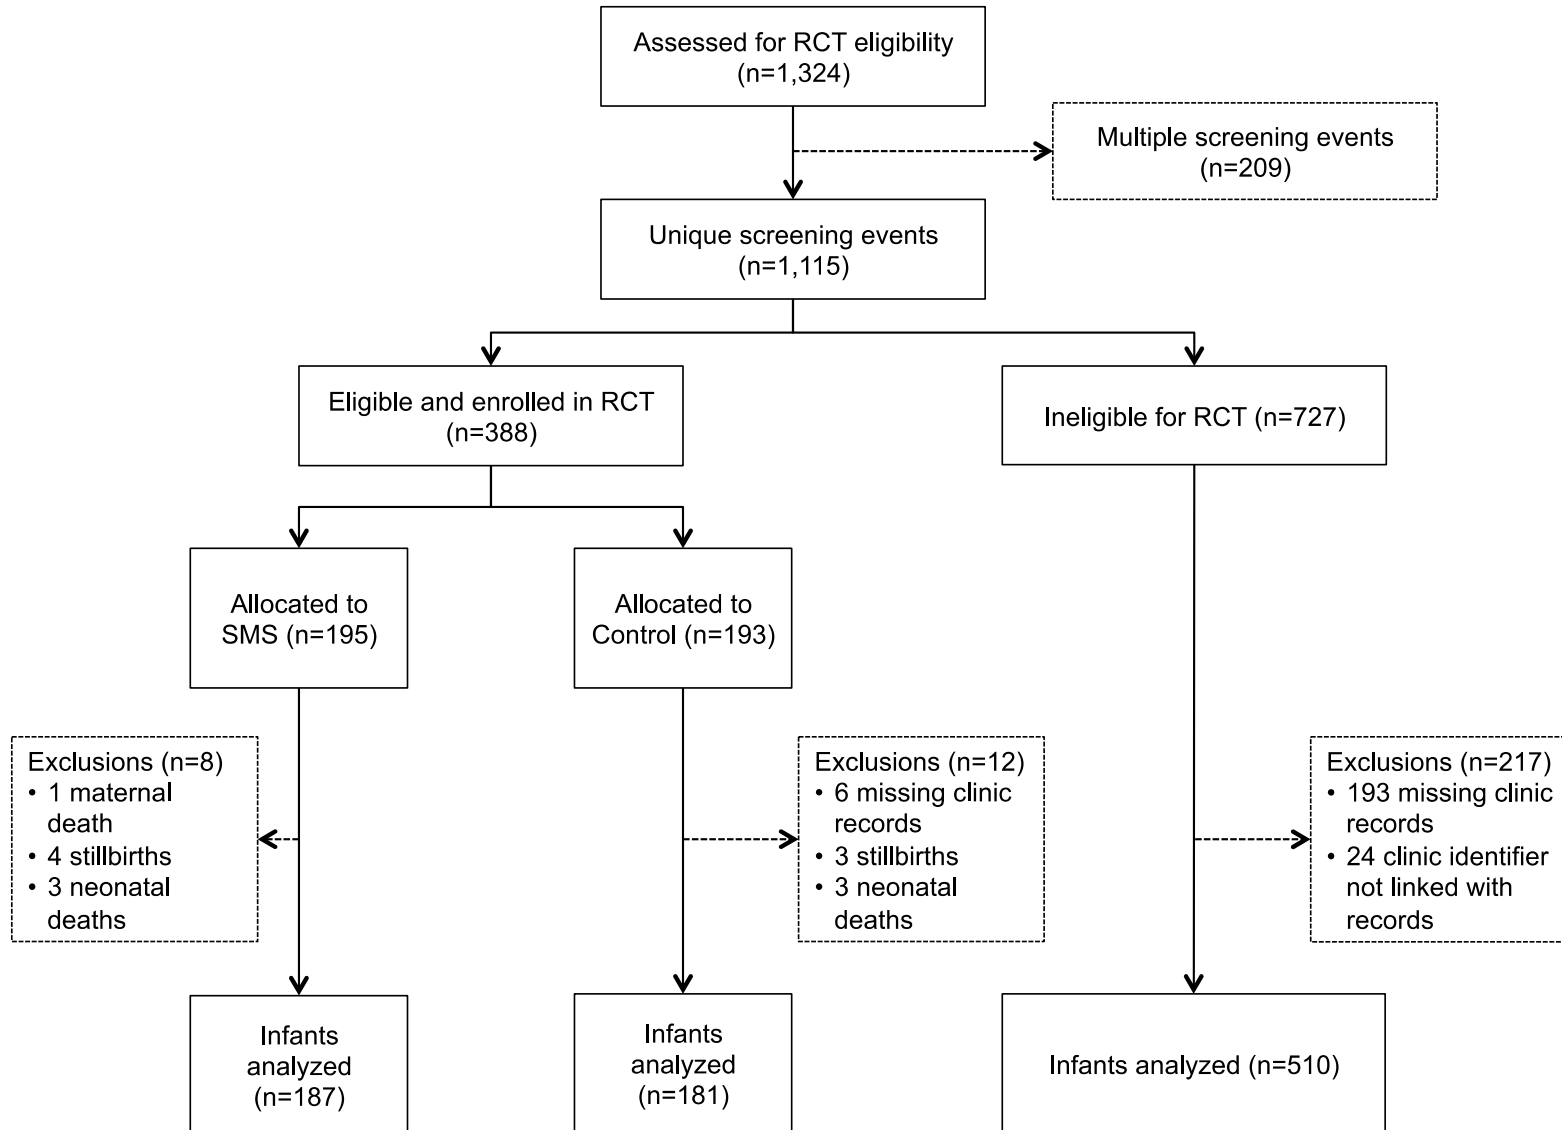 Assessed for RCT eligibility
(n=1,324)
Multiple screening events
(n=209)
Unique screening events
(n=1,115)
Eligible and enrolled in RCT
(n=388)
Ineligible for RCT (n=727)
Allocated to
SMS (n=195)
Allocated to
Control (n=193)
Exclusions (n=8)
• 1 maternal
death
• 4 stillbirths
• 3 neonatal
deaths
Exclusions (n=12)
• 6 missing clinic
records
• 3 stillbirths
• 3 neonatal
deaths
Exclusions (n=217)
• 193 missing clinic
records
• 24 clinic identifier
not linked with
records
Infants
analyzed
(n=187)
Infants
analyzed
(n=181)
Infants analyzed (n=510)